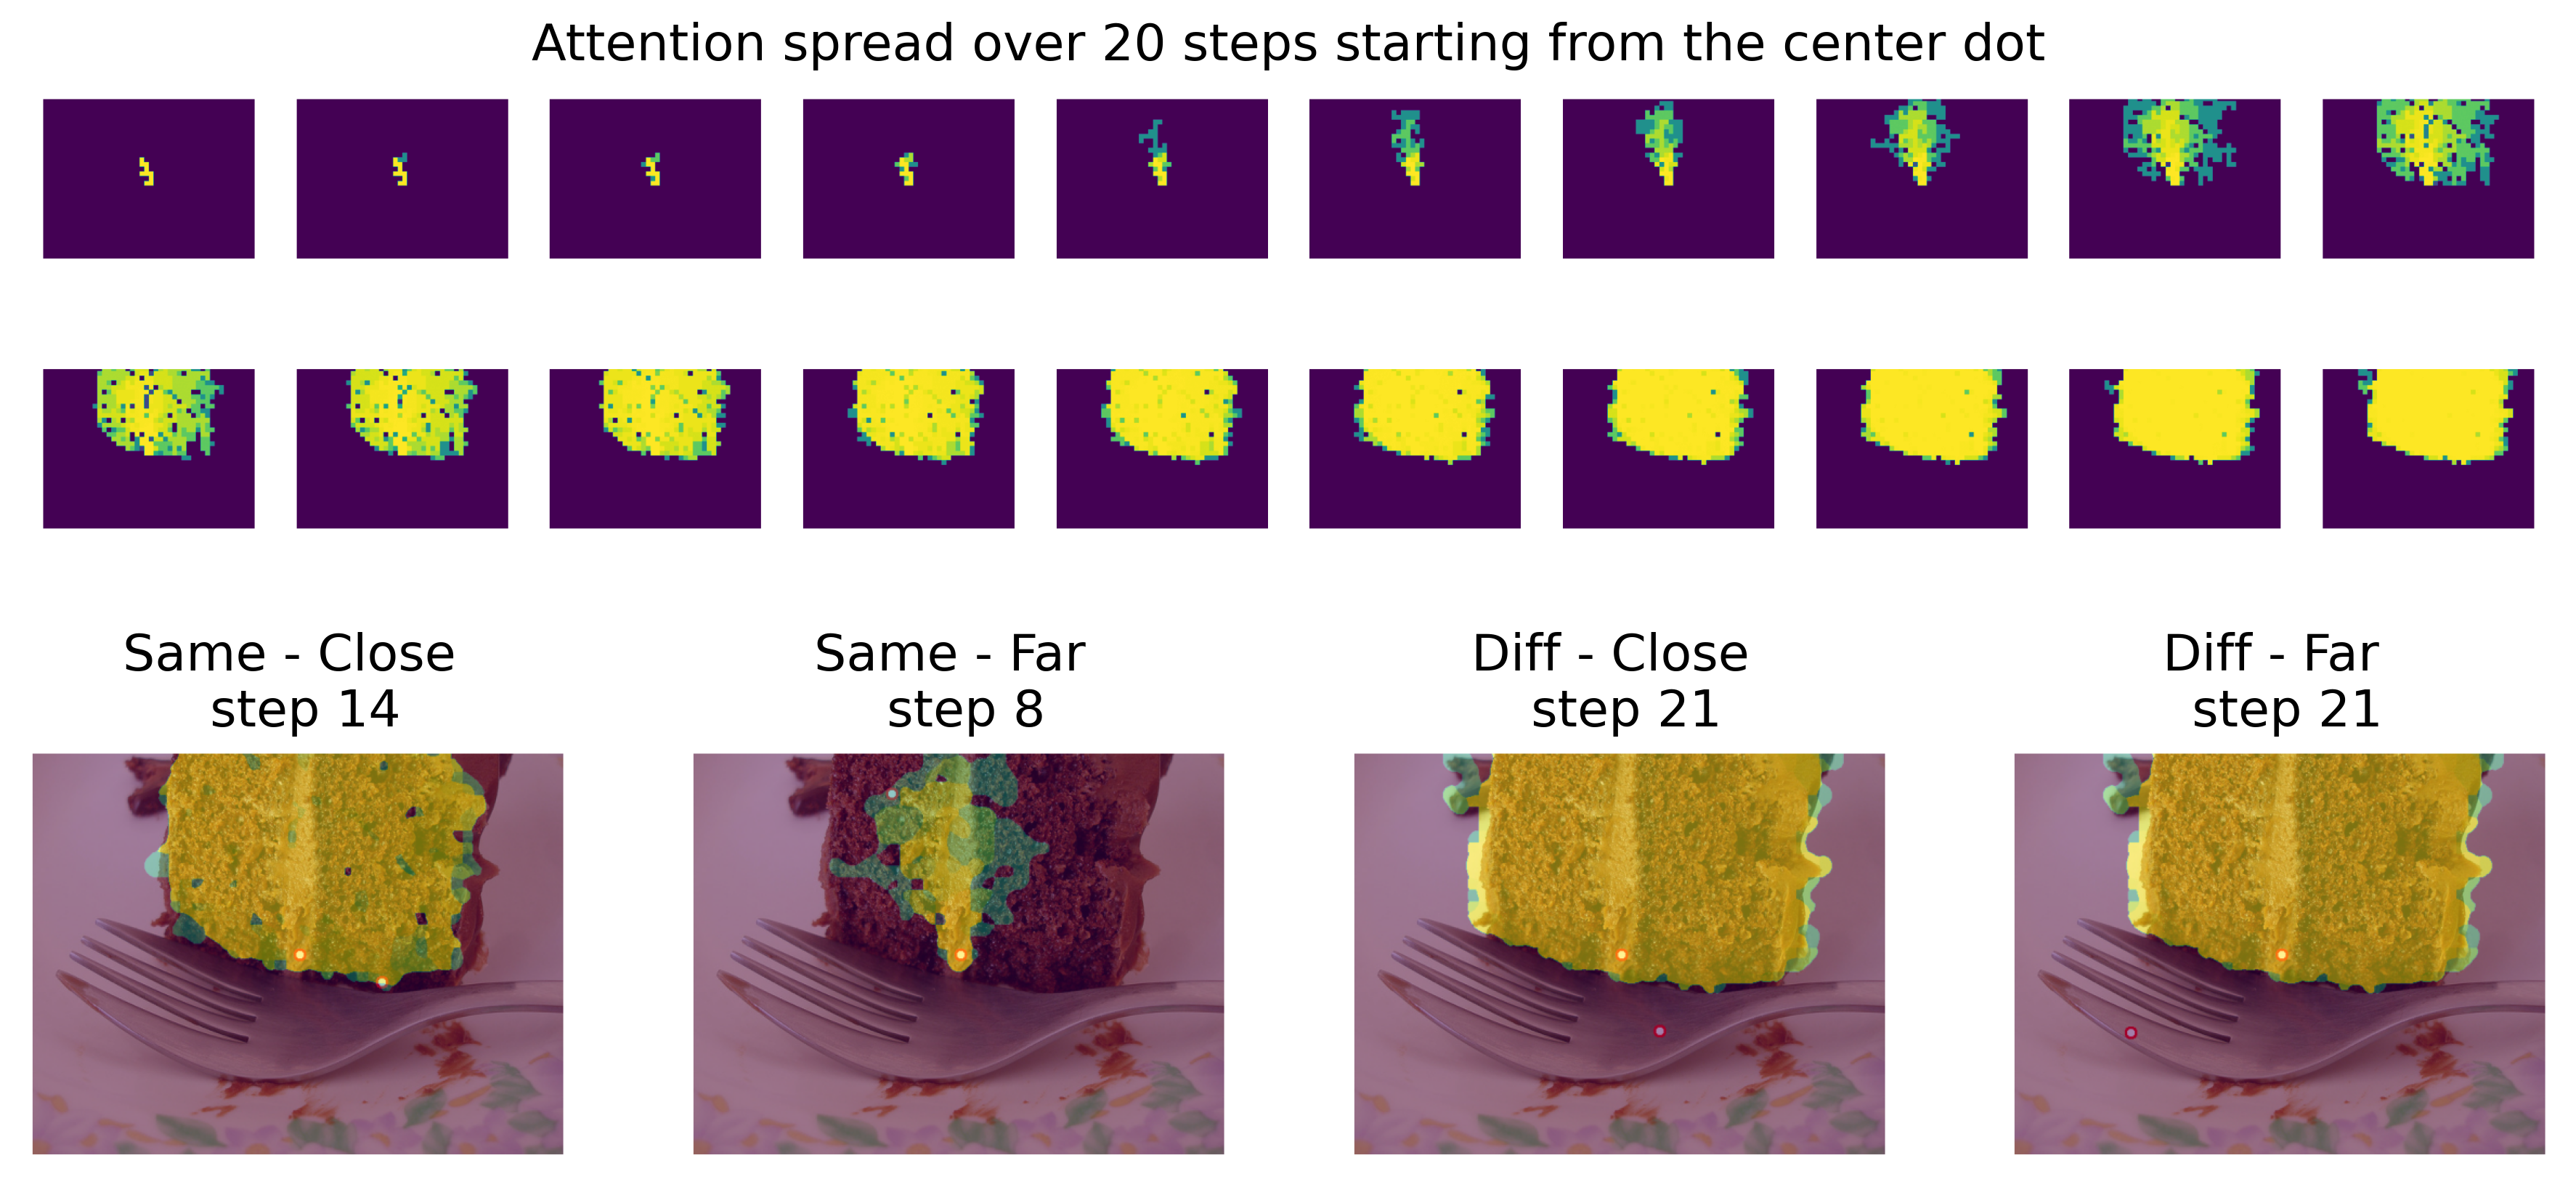 Attention spread over 20 steps starting from the center dot
Same - Close
step 14
Same - Far
step 8
Diff - Close
step 21
Diff - Far
step 21